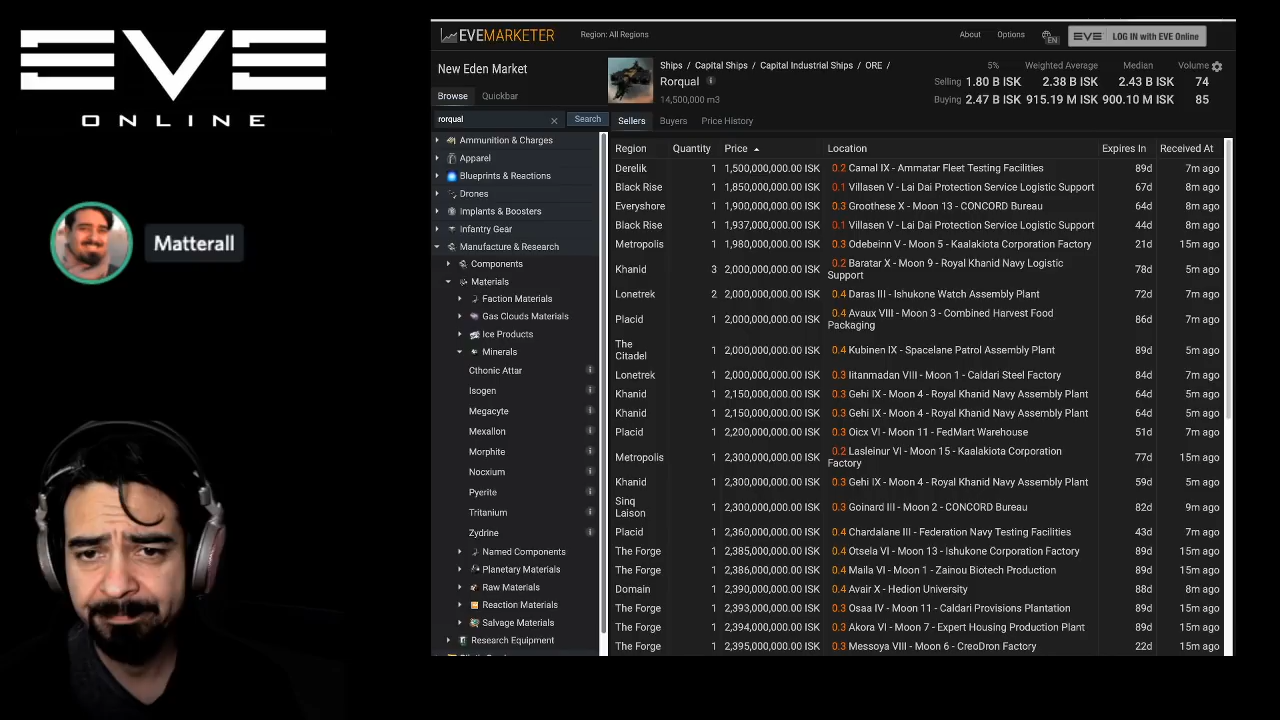 EVE
ONLINE
Matterall
EVEMARKETER
Region: All Regions
About
Options
EN
EVE LOG IN with EVE Online
New Eden Market
Browse
Quickbar
rorqual
Search
Ammunition & Charges
Apparel
Blueprints & Reactions
Drones
Implants & Boosters
Infantry Gear
Manufacture & Research
Components
Materials
Faction Materials
Gas Clouds Materials
Ice Products
Minerals
Cthonic Attar
Isogen
Megacyte
Mexallon
Morphite
Nocxium
Pyerite
Tritanium
Zydrine
Named Components
Planetary Materials
Raw Materials
Reaction Materials
Salvage Materials
Research Equipment
Ships / Capital Ships / Capital Industrial Ships / ORE /
Rorqual
14,500,000 m3
5% Weighted Average Median Volume
Selling 1.80 B ISK 2.38 B ISK 2.43 B ISK 74
Buying 2.47 B ISK 915.19 M ISK 900.10 M ISK 85
Sellers Buyers Price History
Region Quantity Price Location Expires In Received At
Derelik 1 1,500,000,000.00 ISK 0.2 Camal IX - Ammatar Fleet Testing Facilities 89d 7m ago
Black Rise 1 1,850,000,000.00 ISK 0.1 Villasen V - Lai Dai Protection Service Logistic Support 67d 8m ago
Everyshore 1 1,900,000,000.00 ISK 0.3 Groothese X - Moon 13 - CONCORD Bureau 64d 8m ago
Black Rise 1 1,937,000,000.00 ISK 0.1 Villasen V - Lai Dai Protection Service Logistic Support 44d 8m ago
Metropolis 1 1,980,000,000.00 ISK 0.3 Odebeinn V - Moon 5 - Kaalakiota Corporation Factory 21d 15m ago
Khanid 3 2,000,000,000.00 ISK 0.2 Baratar X - Moon 9 - Royal Khanid Navy Logistic
Support 78d 5m ago
Lonetrek 2 2,000,000,000.00 ISK 0.4 Daras III - Ishukone Watch Assembly Plant 72d 7m ago
Placid 1 2,000,000,000.00 ISK 0.4 Avaux VIII - Moon 3 - Combined Harvest Food
Packaging 86d 7m ago
The
Citadel 1 2,000,000,000.00 ISK 0.4 Kubinen IX - Spacelane Patrol Assembly Plant 89d 5m ago
Lonetrek 1 2,000,000,000.00 ISK 0.3 Iitanmadan VIII - Moon 1 - Caldari Steel Factory 84d 7m ago
Khanid 1 2,150,000,000.00 ISK 0.3 Gehi IX - Moon 4 - Royal Khanid Navy Assembly Plant 64d 5m ago
Khanid 1 2,150,000,000.00 ISK 0.3 Gehi IX - Moon 4 - Royal Khanid Navy Assembly Plant 64d 5m ago
Placid 1 2,200,000,000.00 ISK 0.3 Oicx VI - Moon 11 - FedMart Warehouse 51d 7m ago
Metropolis 1 2,300,000,000.00 ISK 0.2 Lasleinur VI - Moon 15 - Kaalakiota Corporation
Factory 77d 15m ago
Khanid 1 2,300,000,000.00 ISK 0.3 Gehi IX - Moon 4 - Royal Khanid Navy Assembly Plant 59d 5m ago
Sinq
Laison 1 2,300,000,000.00 ISK 0.3 Goinard III - Moon 2 - CONCORD Bureau 82d 9m ago
Placid 1 2,360,000,000.00 ISK 0.4 Chardalane III - Federation Navy Testing Facilities 43d 7m ago
The Forge 1 2,385,000,000.00 ISK 0.4 Otsela VI - Moon 13 - Ishukone Corporation Factory 89d 15m ago
The Forge 1 2,386,000,000.00 ISK 0.4 Maila VI - Moon 1 - Zainou Biotech Production 89d 15m ago
Domain 1 2,389,000,000.00 ISK 0.4 Avair X - Hedion University 88d 8m ago
The Forge 1 2,393,000,000.00 ISK 0.3 Osaa IV - Moon 11 - Caldari Provisions Plantation 89d 15m ago
The Forge 1 2,394,000,000.00 ISK 0.3 Akora VI - Moon 7 - Expert Housing Production Plant 89d 15m ago
The Forge 1 2,395,000,000.00 ISK 0.3 Messoya VIII - Moon 6 - CreoDron Factory 22d 15m ago